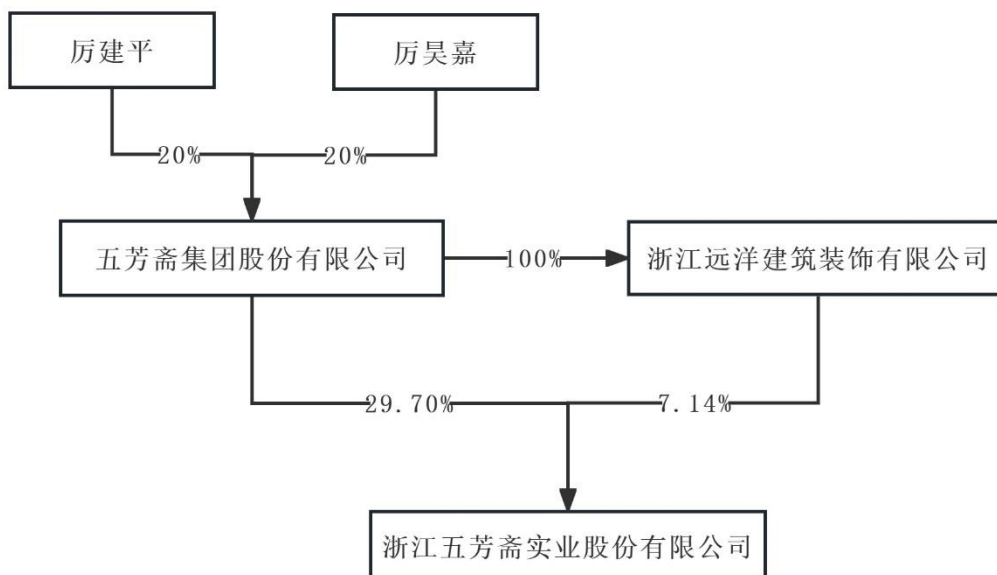 厉建平
厉昊嘉
20%
20%
五芳斋集团股份有限公司
100%
浙江远洋建筑装饰有限公司
29.70%
7.14%
浙江五芳斋实业股份有限公司